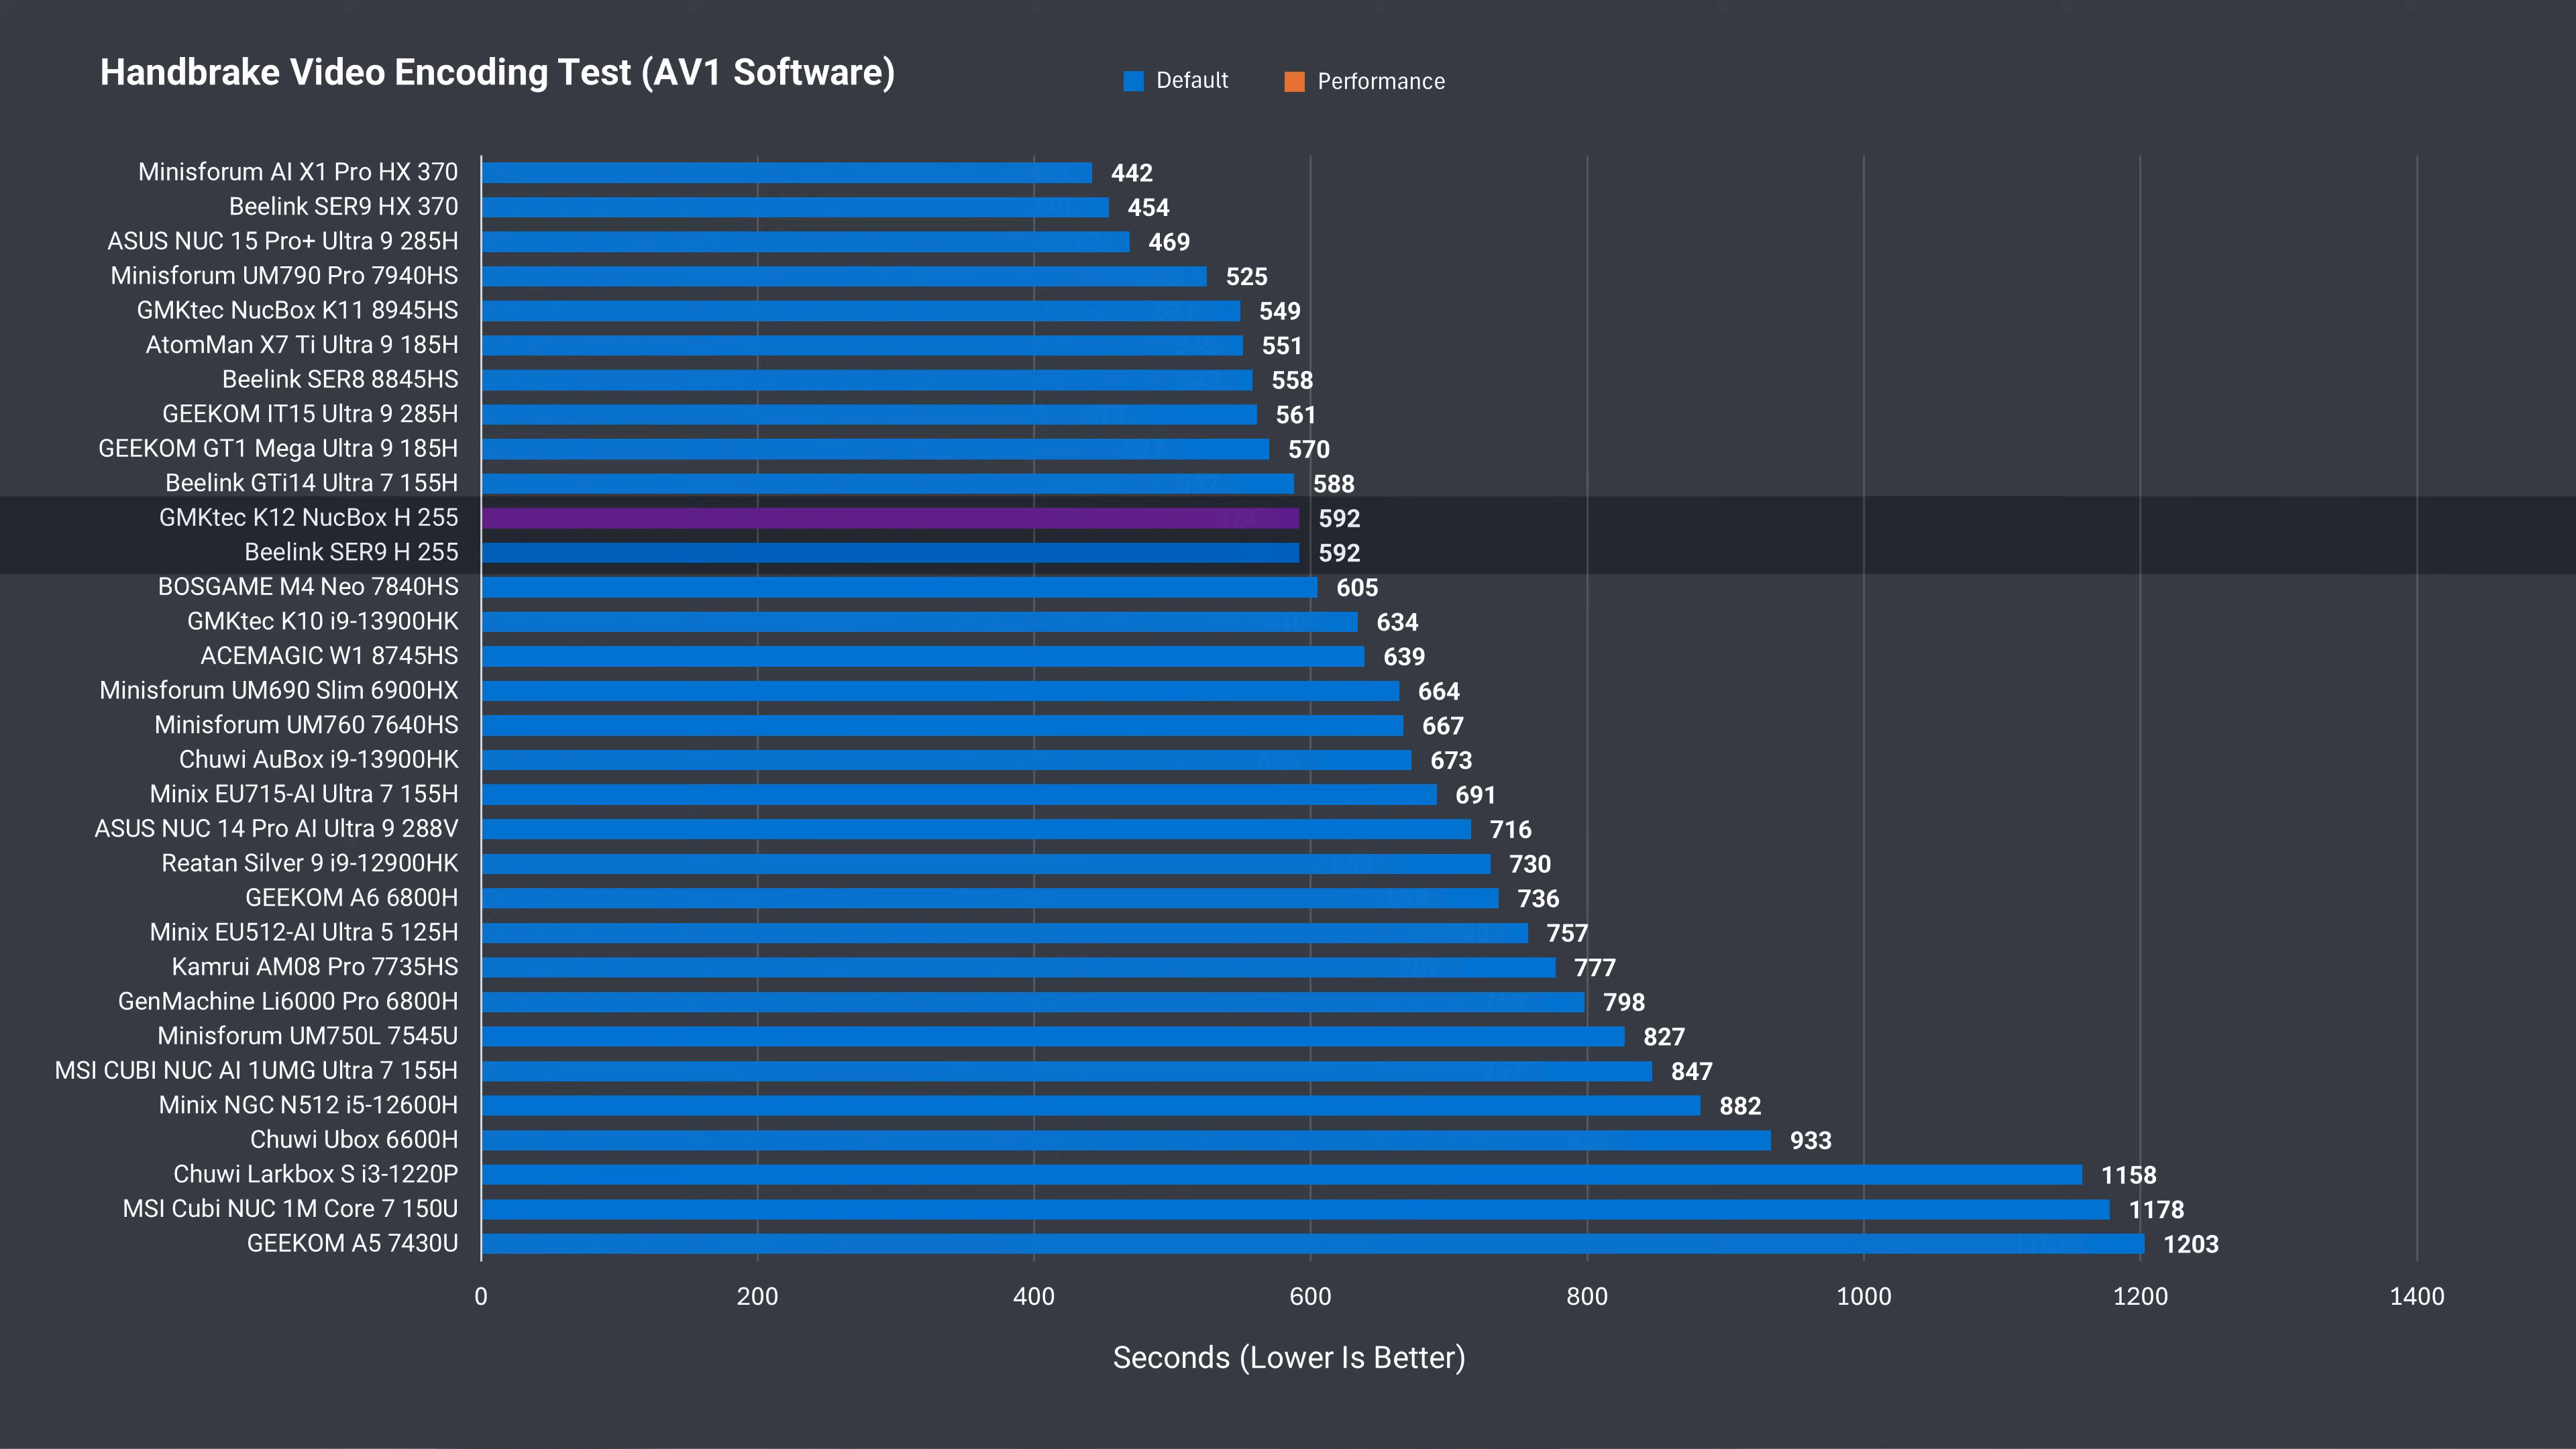 Handbrake Video Encoding Test (AV1 Software)
Default
Performance
Minisforum AI X1 Pro HX 370 442
Beelink SER9 HX 370 454
ASUS NUC 15 Pro+ Ultra 9 285H 469
Minisforum UM790 Pro 7940HS 525
GMKtec NucBox K11 8945HS 549
AtomMan X7 Ti Ultra 9 185H 551
Beelink SER8 8845HS 558
GEEKOM IT15 Ultra 9 285H 561
GEEKOM GT1 Mega Ultra 9 185H 570
Beelink GTi14 Ultra 7 155H 588
GMKtec K12 NucBox H 255 592
Beelink SER9 H 255 592
BOSGAME M4 Neo 7840HS 605
GMKtec K10 i9-13900HK 634
ACEMAGIC W1 8745HS 639
Minisforum UM690 Slim 6900HX 664
Minisforum UM760 7640HS 667
Chuwi AuBox i9-13900HK 673
Minix EU715-AI Ultra 7 155H 691
ASUS NUC 14 Pro AI Ultra 9 288V 716
Reatan Silver 9 i9-12900HK 730
GEEKOM A6 6800H 736
Minix EU512-AI Ultra 5 125H 757
Kamrui AM08 Pro 7735HS 777
GenMachine Li6000 Pro 6800H 798
Minisforum UM750L 7545U 827
MSI CUBI NUC AI 1UMG Ultra 7 155H 847
Minix NGC N512 i5-12600H 882
Chuwi Ubox 6600H 933
Chuwi Larkbox S i3-1220P 1158
MSI Cubi NUC 1M Core 7 150U 1178
GEEKOM A5 7430U 1203
0 200 400 600 800 1000 1200 1400
Seconds (Lower Is Better)